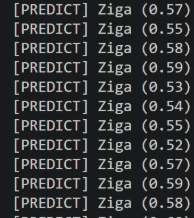 [PREDICT] Ziga (0.57)
[PREDICT] Ziga (0.55)
[PREDICT] Ziga (0.58)
[PREDICT] Ziga (0.59)
[PREDICT] Ziga (0.53)
[PREDICT] Ziga (0.54)
[PREDICT] Ziga (0.55)
[PREDICT] Ziga (0.52)
[PREDICT] Ziga (0.57)
[PREDICT] Ziga (0.59)
[PREDICT] Ziga (0.58)